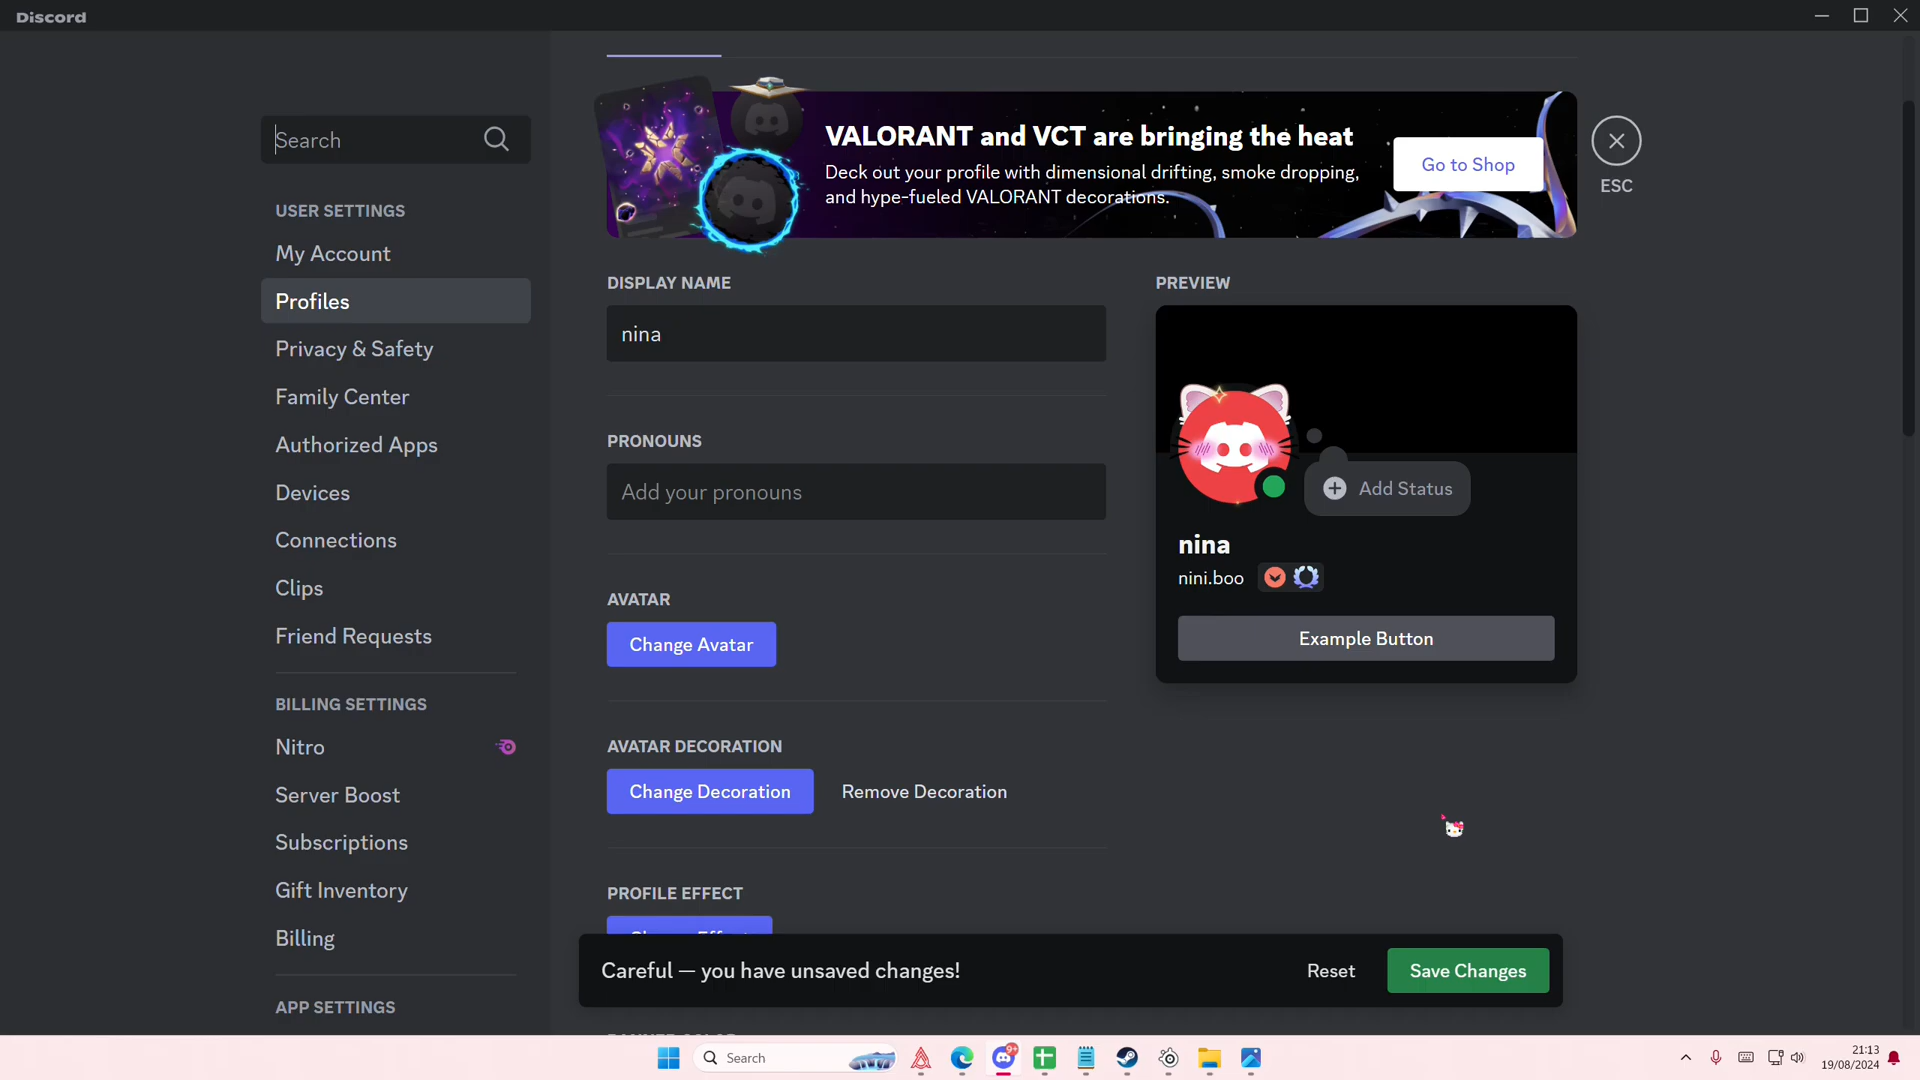 Discord
Search
USER SETTINGS
My Account
Profiles
Privacy & Safety
Family Center
Authorized Apps
Devices
Connections
Clips
Friend Requests
BILLING SETTINGS
Nitro
Server Boost
Subscriptions
Gift Inventory
Billing
APP SETTINGS
VALORANT and VCT are bringing the heat
Deck out your profile with dimensional drifting, smoke dropping,
and hype-fueled VALORANT decorations.
Go to Shop
ESC
DISPLAY NAME
nina
PRONOUNS
Add your pronouns
AVATAR
Change Avatar
AVATAR DECORATION
Change Decoration
Remove Decoration
PROFILE EFFECT
PREVIEW
Add Status
nina
nini.boo
Example Button
Careful — you have unsaved changes!
Reset
Save Changes
Search
9+
21:13
19/08/2024